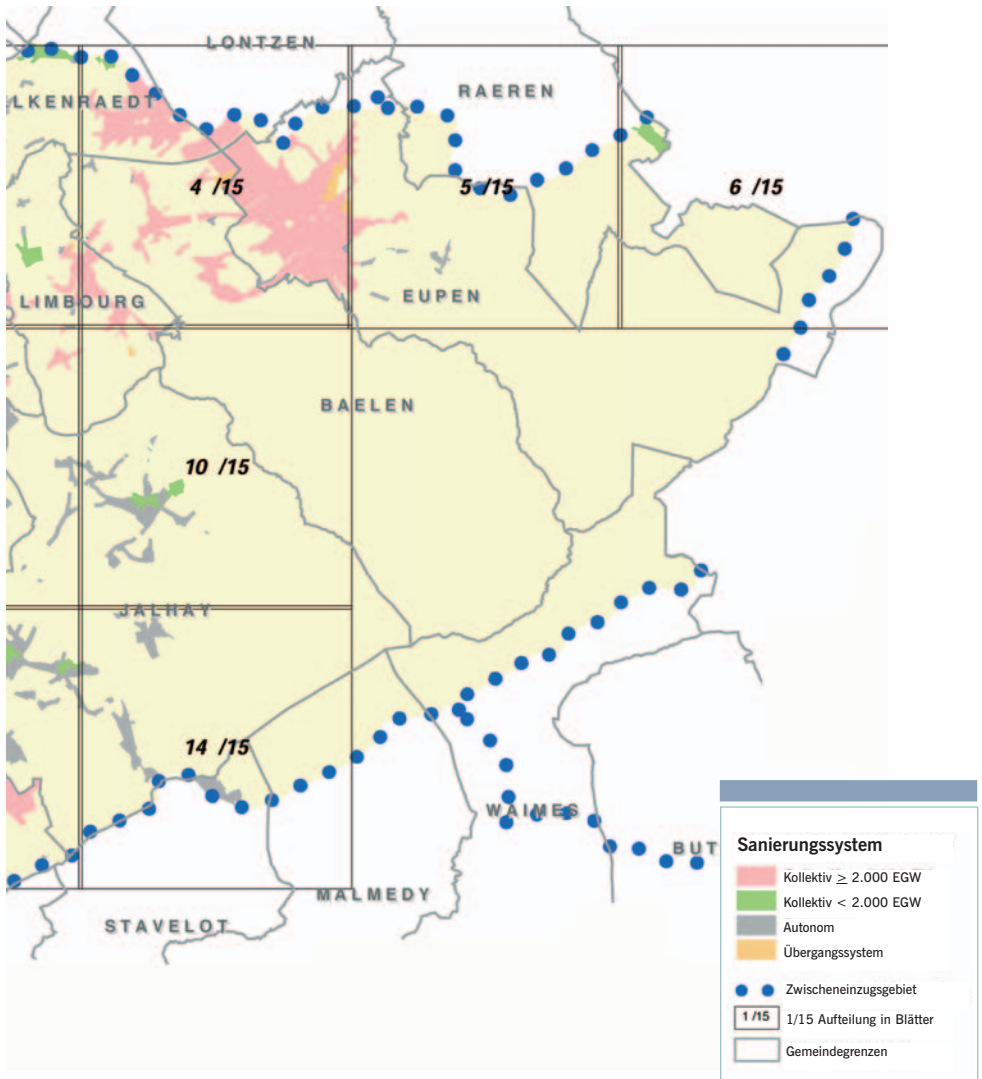 LONTZEN
RAEREN
LKENRAEDT
4 /15
5 /15
6 /15
LIMBOURG
EUPEN
BAELEN
10 /15
JALHAY
14 /15
WAIMES
BUT
MALMEDY
STAVELOT
Sanierungssystem
Kollektiv ≥ 2.000 EGW
Kollektiv < 2.000 EGW
Autonom
Übergangssystem
Zwischeneinzugsgebiet
1 /15 1/15 Aufteilung in Blätter
Gemeindegrenzen